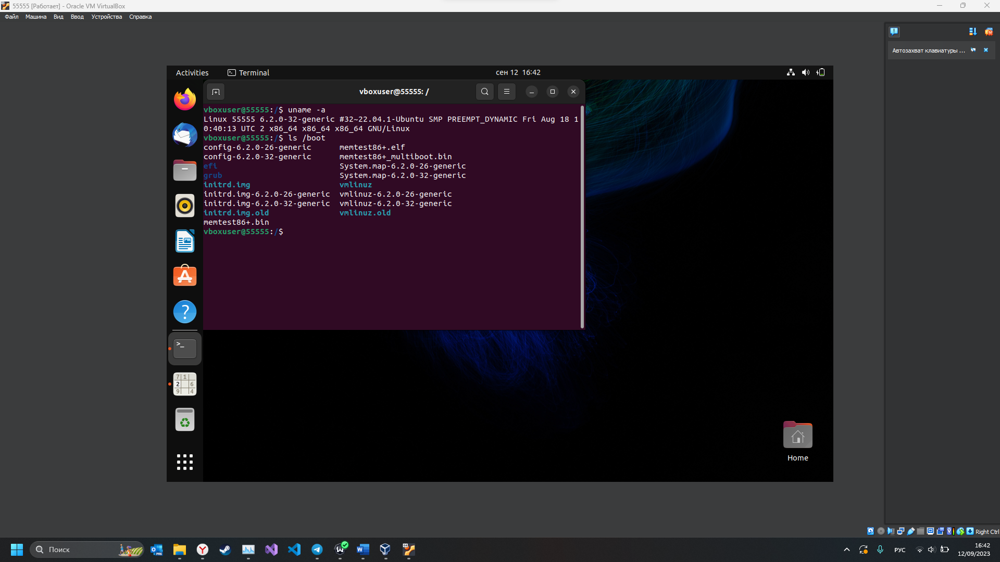 55555 [Работает] - Oracle VM VirtualBox
Файл Машина Вид Ввод Устройства Справка
Автозахват клавиатуры ...
Activities Terminal сен 12 16:42
vboxuser@55555: /
vboxuser@55555:/$ uname -a
Linux 55555 6.2.0-32-generic #32~22.04.1-Ubuntu SMP PREEMPT_DYNAMIC Fri Aug 18 1
0:40:13 UTC 2 x86_64 x86_64 x86_64 GNU/Linux
vboxuser@55555:/$ ls /boot
config-6.2.0-26-generic memtest86+.elf
config-6.2.0-32-generic memtest86+_multiboot.bin
efi System.map-6.2.0-26-generic
grub System.map-6.2.0-32-generic
initrd.img vmlinuz
initrd.img-6.2.0-26-generic vmlinuz-6.2.0-26-generic
initrd.img-6.2.0-32-generic vmlinuz-6.2.0-32-generic
initrd.img.old vmlinuz.old
memtest86+.bin
vboxuser@55555:/$
>_
7 1
2 6
9 4
Home
Right Ctrl
Поиск
РУС
16:42
12/09/2023